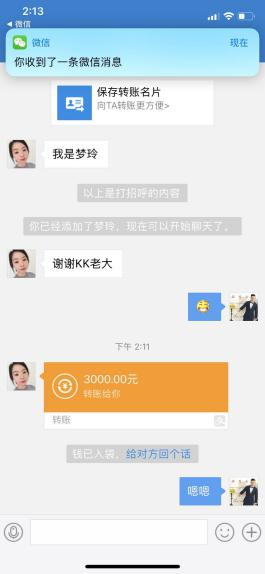 2:13
微信
微信
现在
你收到了一条微信消息
保存转账名片
向TA转账更方便>
我是梦玲
以上是打招呼的内容
你已经添加了梦玲，现在可以开始聊天了。
谢谢KK老大
下午 2:11
3000.00元
转账给你
转账
钱已入袋，给对方回个话
嗯嗯